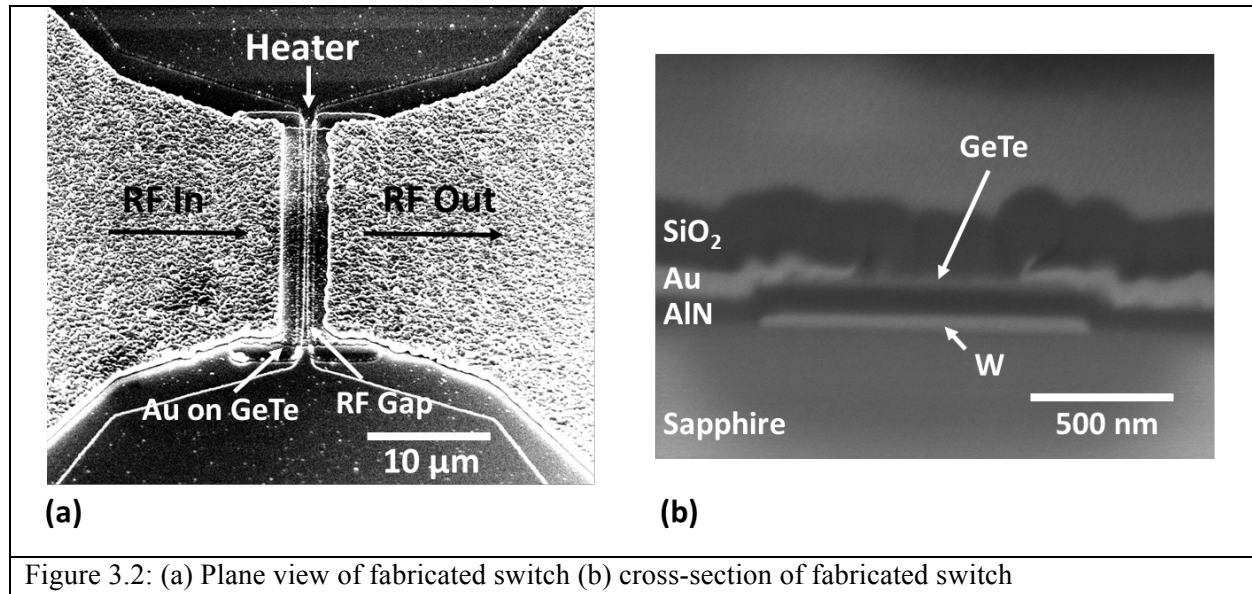 Heater
RF In
RF Out
Au on GeTe
RF Gap
10 µm
(a)
GeTe
SiO₂
Au
AlN
W
Sapphire
500 nm
(b)
Figure 3.2: (a) Plane view of fabricated switch (b) cross-section of fabricated switch